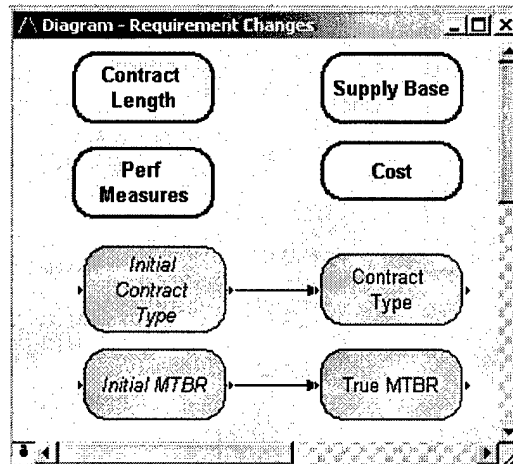 Diagram - Requirement Changes
Contract
Length
Supply Base
Perf
Measures
Cost
Initial
Contract
Type
Contract
Type
Initial MTBR
True MTBR